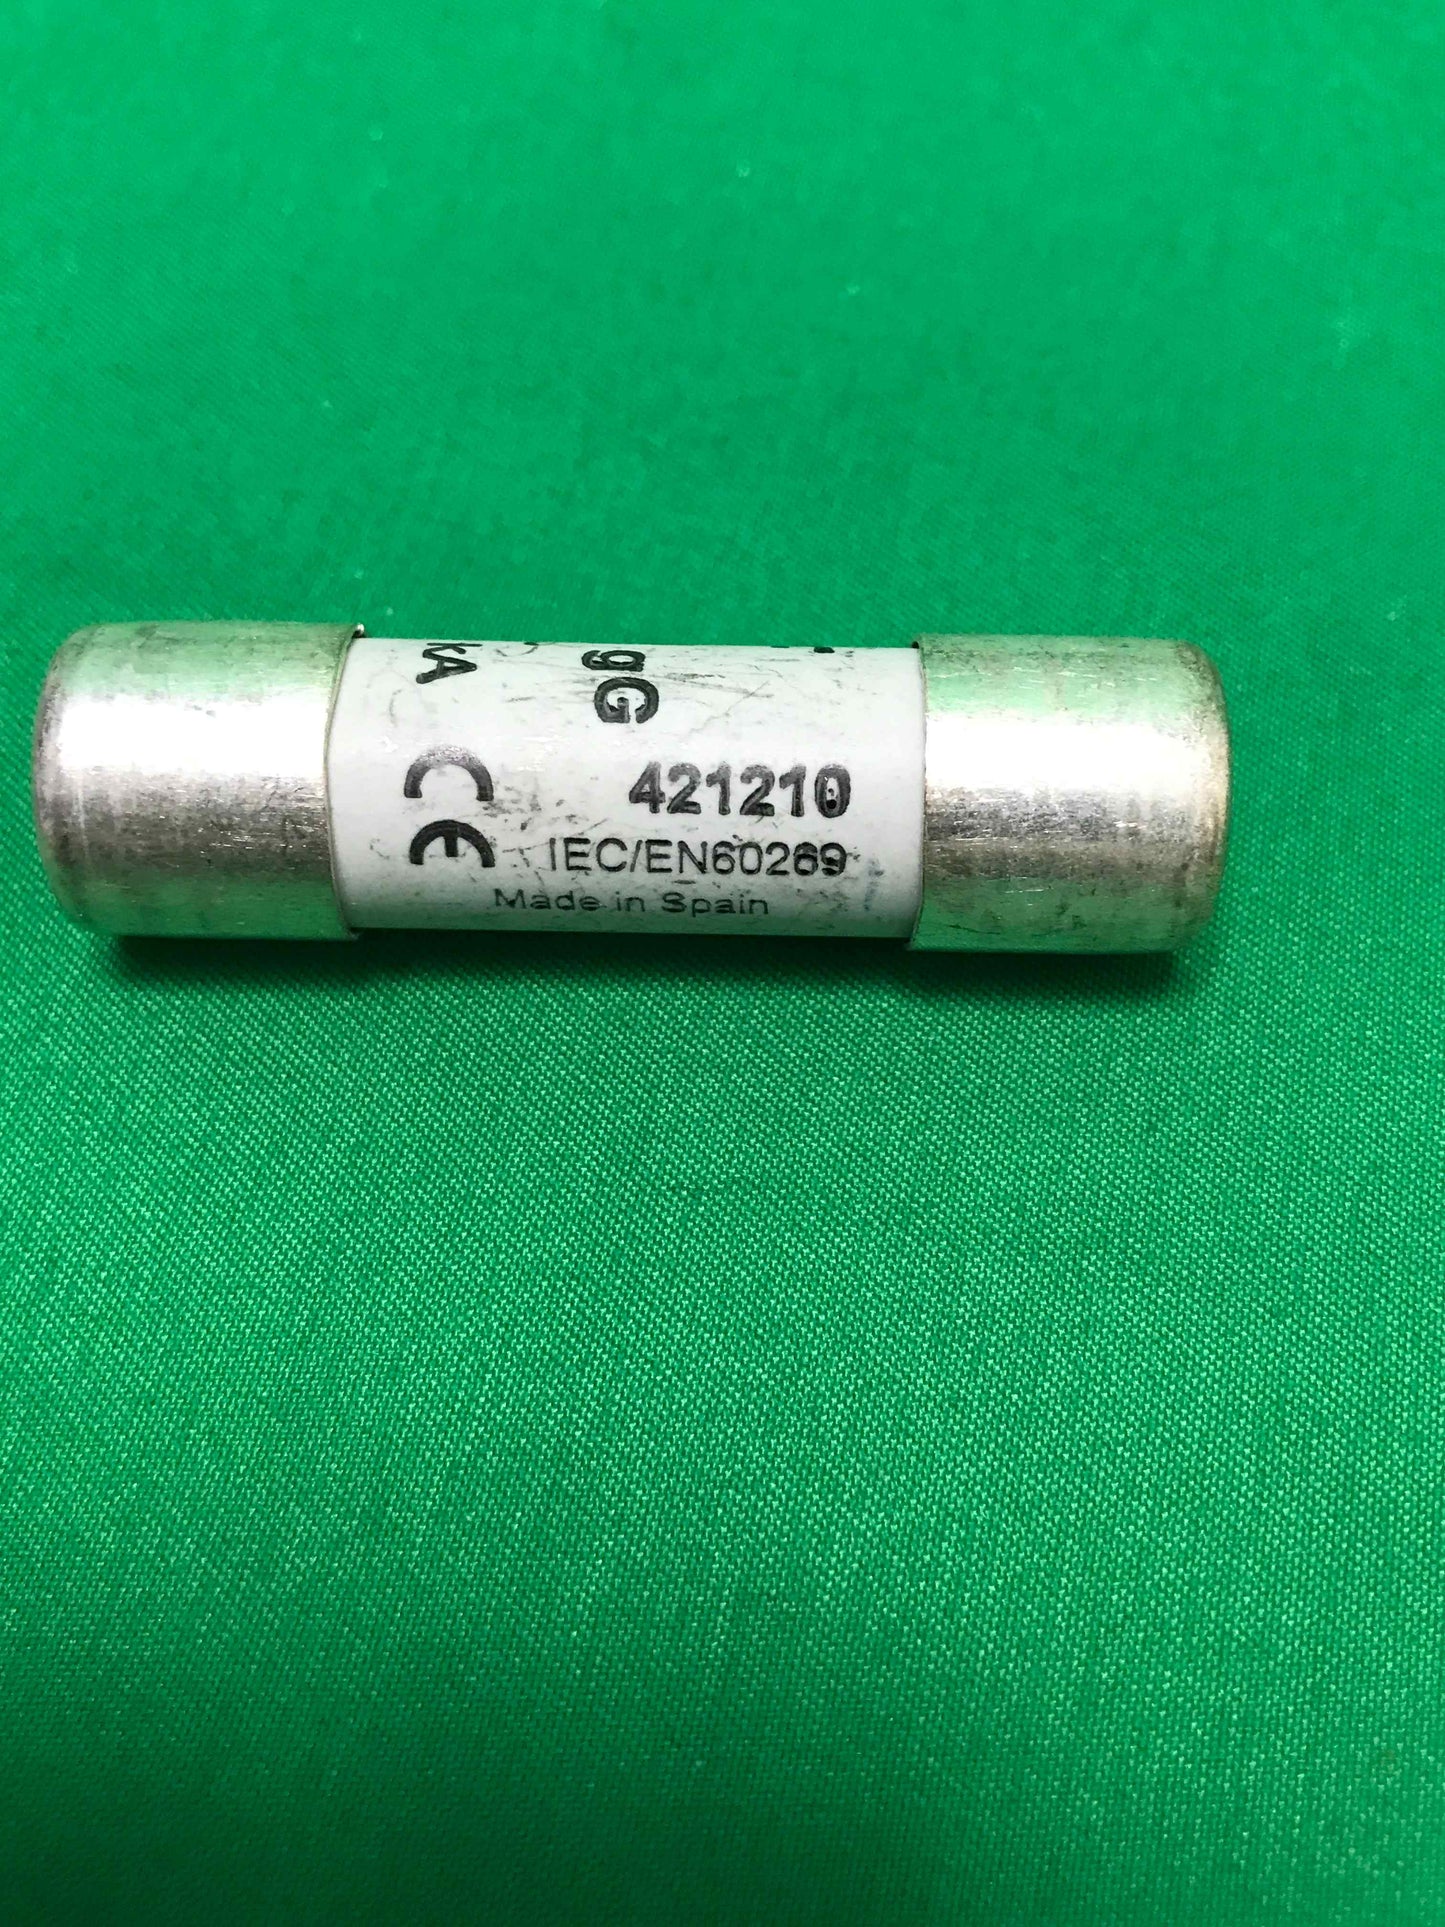 kA
gG
CE
421210
IEC/EN60269
Made in Spain